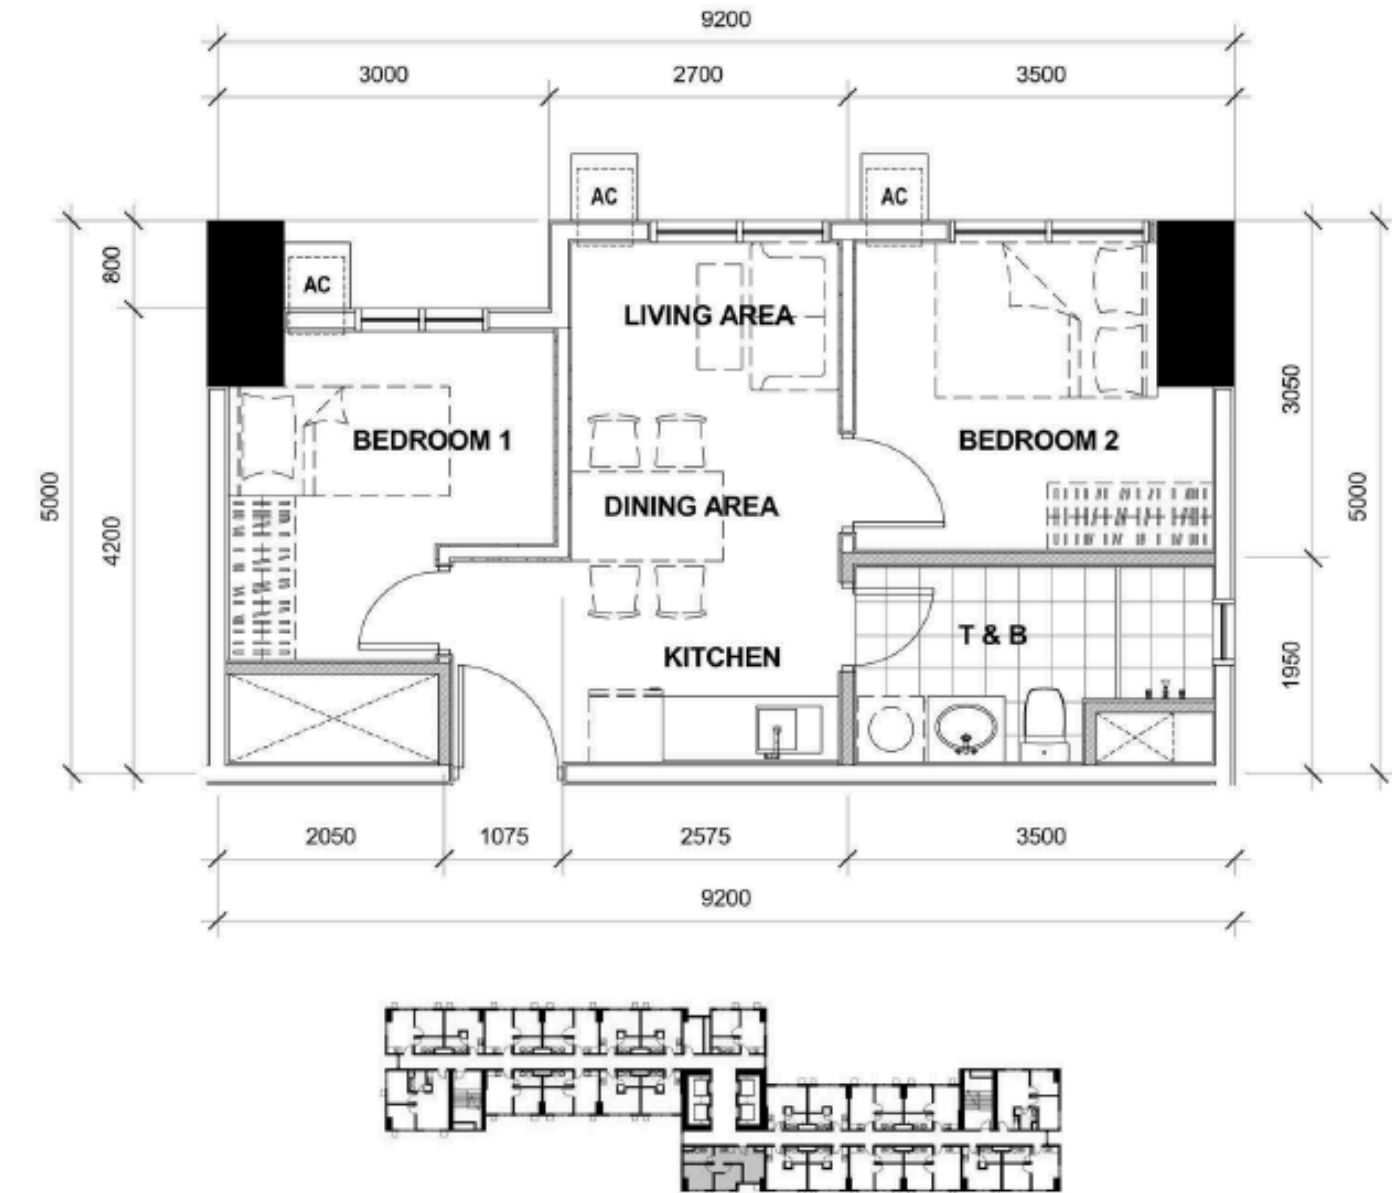 9200
3000 2700 3500
AC AC
800 AC
LIVING AREA
3050
BEDROOM 1 BEDROOM 2
5000 4200 DINING AREA 5000
T & B
KITCHEN 1950
2050 1075 2575 3500
9200